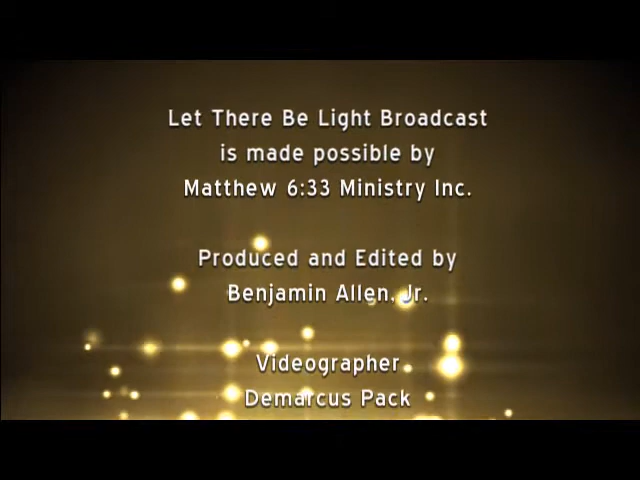 Let There Be Light Broadcast
is made possible by
Matthew 6:33 Ministry Inc.
Produced and Edited by
Benjamin Allen, Jr.
Videographer
Demarcus Pack